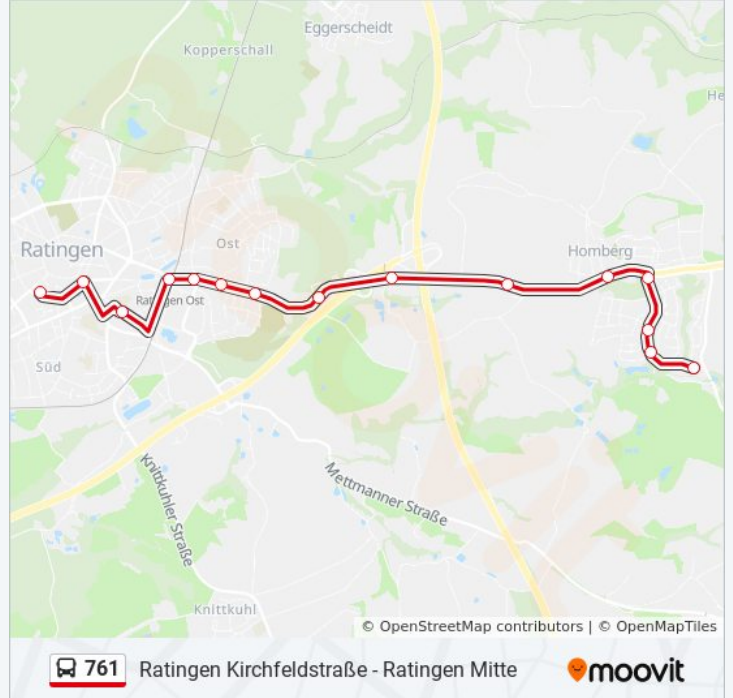 Eggerscheidt
Kopperschall
He
Ratingen
Ost
Homberg
Ratingen Ost
Süd
Knittkuhler Straße
Mettmanner Straße
Knittkuhl
© OpenStreetMap contributors | © OpenMapTiles
761 Ratingen Kirchfeldstraße - Ratingen Mitte moovit